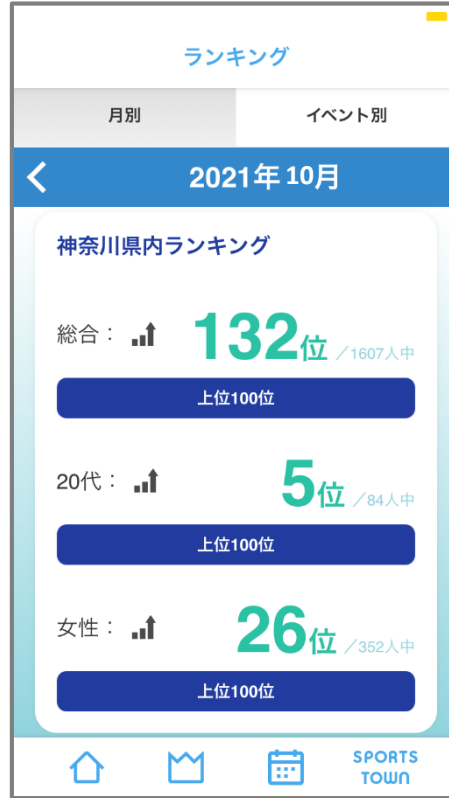 ランキング
月別
イベント別
2021年10月
神奈川県内ランキング
総合： 132位 ／1607人中
上位100位
20代： 5位 ／84人中
上位100位
女性： 26位 ／352人中
上位100位
SPORTS
TOWN